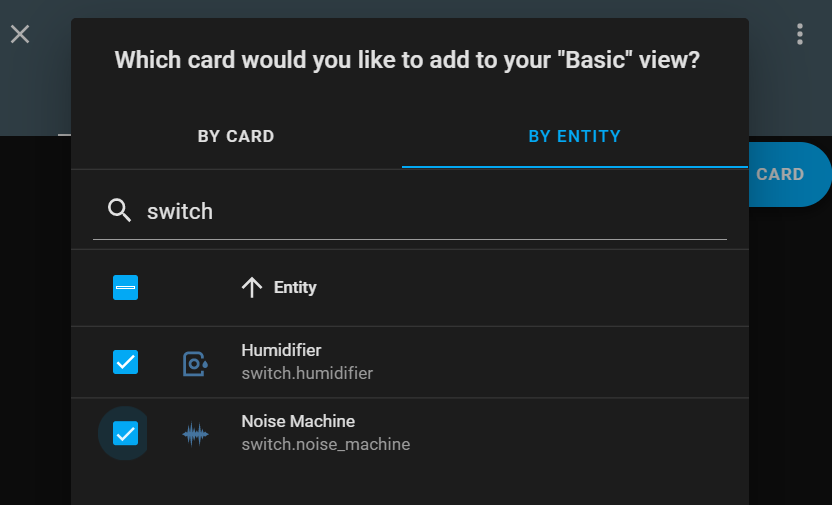 Which card would you like to add to your "Basic" view?
BY CARD
BY ENTITY
CARD
switch
Entity
Humidifier
switch.humidifier
Noise Machine
switch.noise_machine